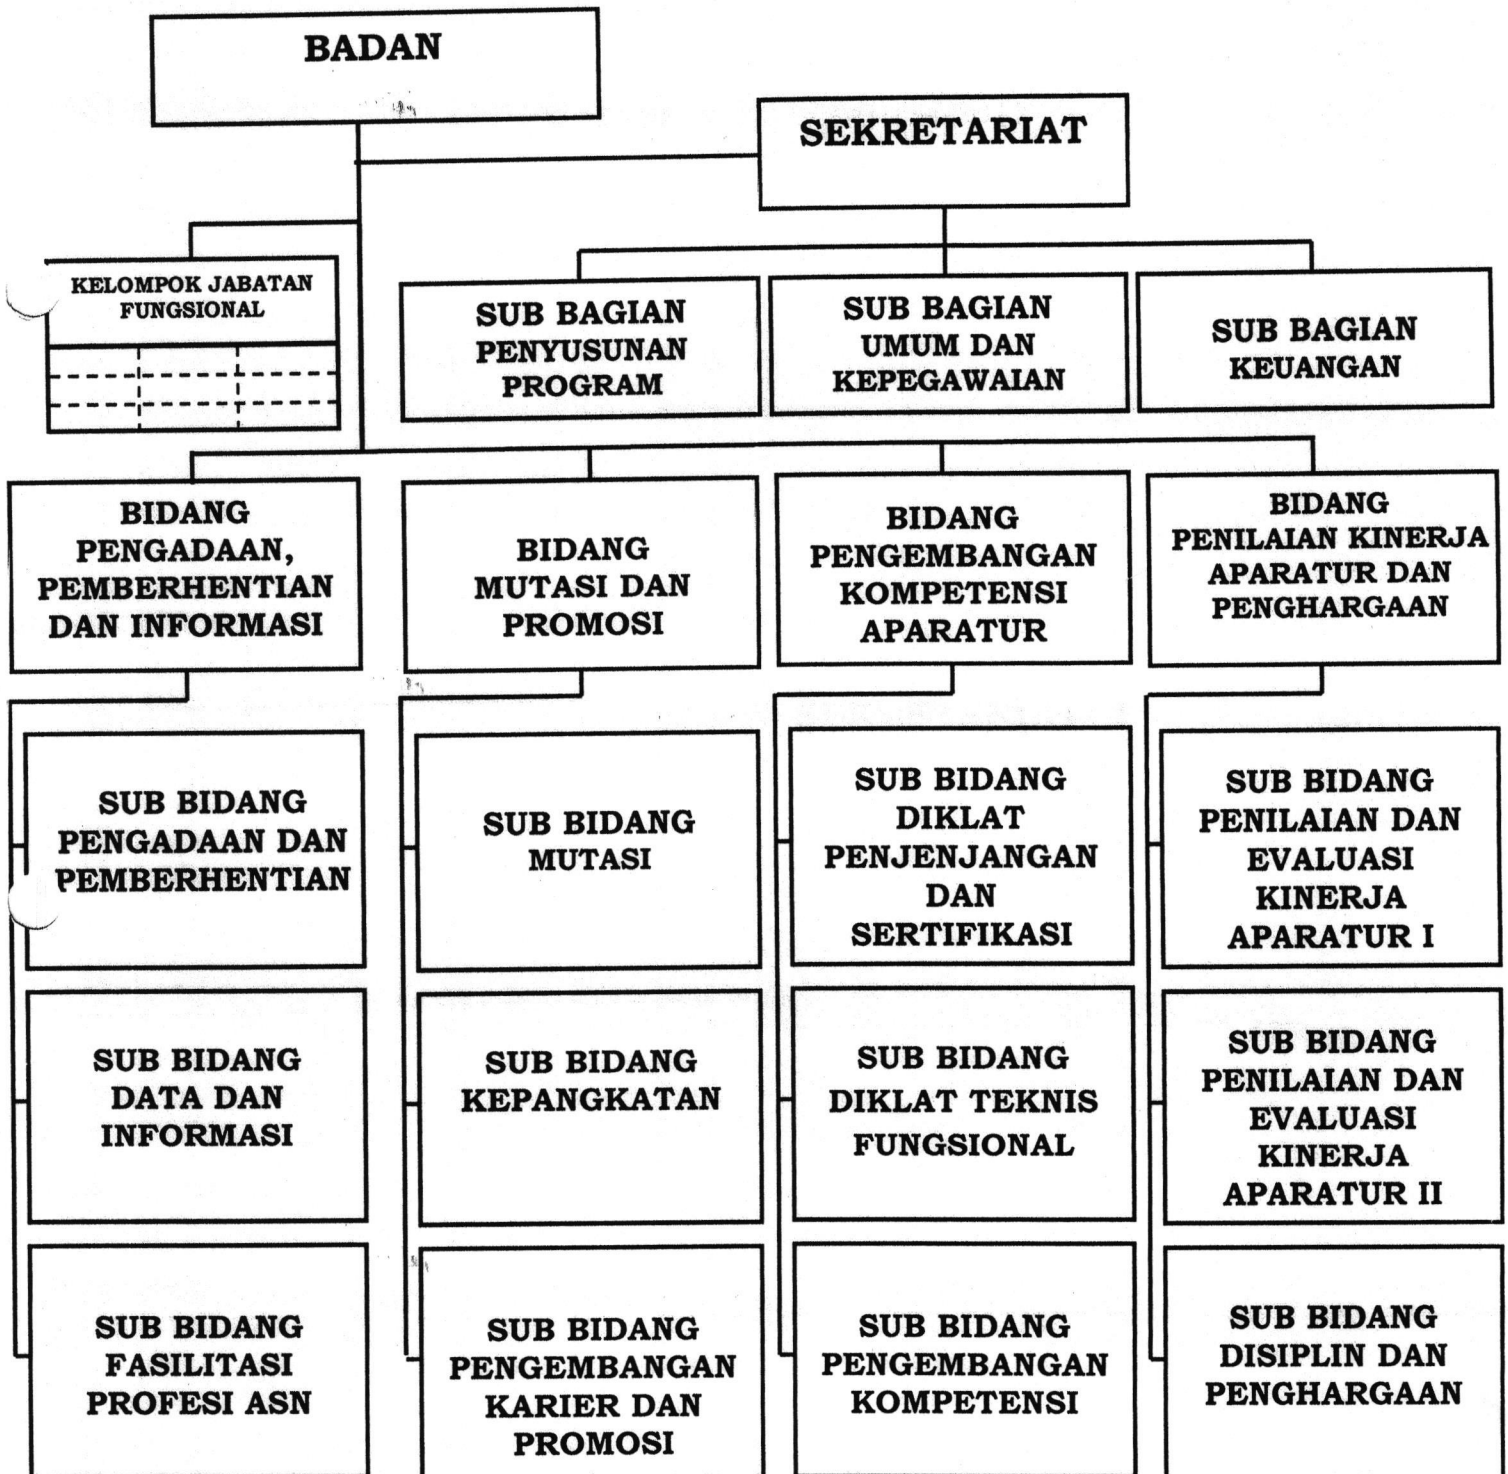 BADAN
SEKRETARIAT
KELOMPOK JABATAN
FUNGSIONAL
SUB BAGIAN
PENYUSUNAN
PROGRAM
SUB BAGIAN
UMUM DAN
KEPEGAWAIAN
SUB BAGIAN
KEUANGAN
BIDANG
PENGADAAN,
PEMBERHENTIAN
DAN INFORMASI
BIDANG
MUTASI DAN
PROMOSI
BIDANG
PENGEMBANGAN
KOMPETENSI
APARATUR
BIDANG
PENILAIAN KINERJA
APARATUR DAN
PENGHARGAAN
SUB BIDANG
PENGADAAN DAN
PEMBERHENTIAN
SUB BIDANG
MUTASI
SUB BIDANG
DIKLAT
PENJENJANGAN
DAN
SERTIFIKASI
SUB BIDANG
PENILAIAN DAN
EVALUASI
KINERJA
APARATUR I
SUB BIDANG
DATA DAN
INFORMASI
SUB BIDANG
KEPANGKATAN
SUB BIDANG
DIKLAT TEKNIS
FUNGSIONAL
SUB BIDANG
PENILAIAN DAN
EVALUASI
KINERJA
APARATUR II
SUB BIDANG
FASILITASI
PROFESI ASN
SUB BIDANG
PENGEMBANGAN
KARIER DAN
PROMOSI
SUB BIDANG
PENGEMBANGAN
KOMPETENSI
SUB BIDANG
DISIPLIN DAN
PENGHARGAAN